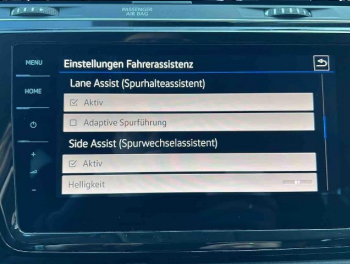 PASSENGER
AIR BAG
MENU
Einstellungen Fahrerassistenz
Lane Assist (Spurhalteassistent)
HOME
Aktiv
Adaptive Spurführung
Side Assist (Spurwechselassistent)
Aktiv
Helligkeit